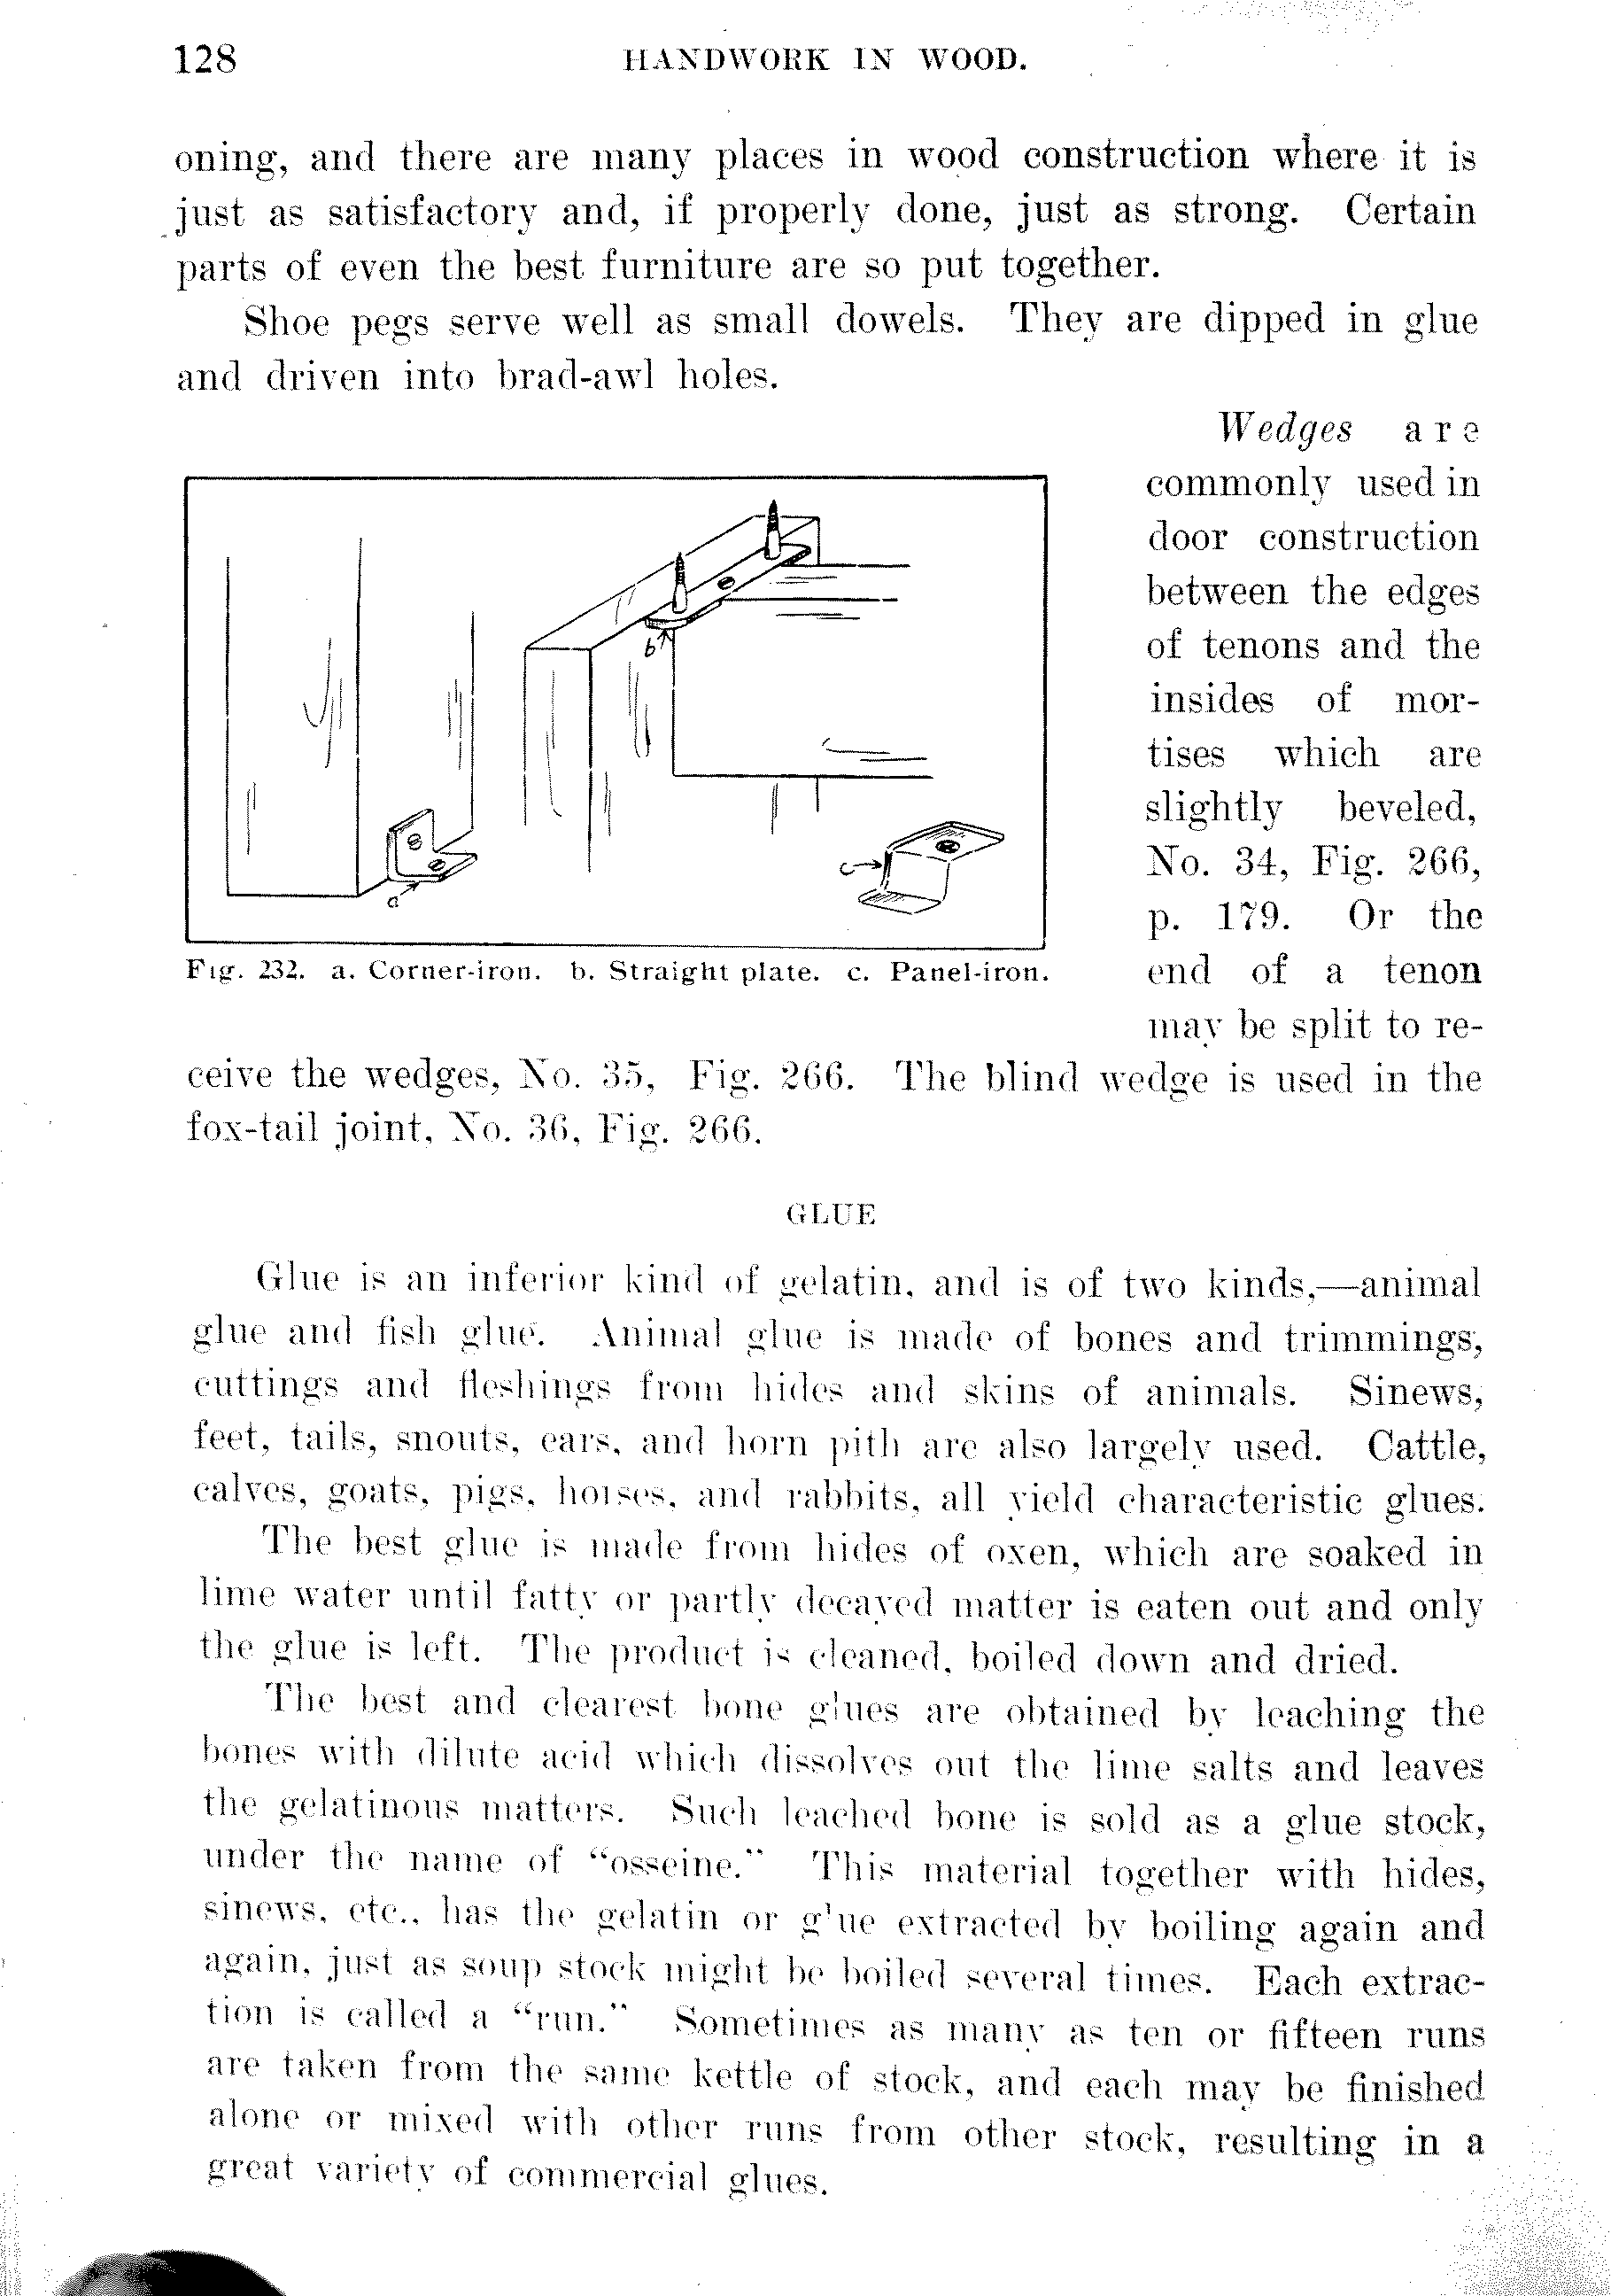 128
HANDWORK IN WOOD.
oning, and there are many places in wood construction where it is
just as satisfactory and, if properly done, just as strong. Certain
parts of even the best furniture are so put together.
Shoe pegs serve well as small dowels. They are dipped in glue
and driven into brad-awl holes.
Wedges are
commonly used in
door construction
between the edges
of tenons and the
insides of mor-
tises which are
slightly beveled,
No. 34, Fig. 266,
p. 179. Or the
end of a tenon
may be split to re-
b
c
a
Fig. 232. a. Corner-iron. b. Straight plate. c. Panel-iron.
ceive the wedges, No. 35, Fig. 266. The blind wedge is used in the
fox-tail joint, No. 36, Fig. 266.
GLUE
Glue is an inferior kind of gelatin, and is of two kinds,—animal
glue and fish glue. Animal glue is made of bones and trimmings,
cuttings and fleshings from hides and skins of animals. Sinews,
feet, tails, snouts, ears, and horn pith are also largely used. Cattle,
calves, goats, pigs, horses, and rabbits, all yield characteristic glues.
The best glue is made from hides of oxen, which are soaked in
lime water until fatty or partly decayed matter is eaten out and only
the glue is left. The product is cleaned, boiled down and dried.
The best and clearest bone glues are obtained by leaching the
bones with dilute acid which dissolves out the lime salts and leaves
the gelatinous matters. Such leached bone is sold as a glue stock,
under the name of “osseine.” This material together with hides,
sinews, etc., has the gelatin or glue extracted by boiling again and
again, just as soup stock might be boiled several times. Each extrac-
tion is called a “run.” Sometimes as many as ten or fifteen runs
are taken from the same kettle of stock, and each may be finished
alone or mixed with other runs from other stock, resulting in a
great variety of commercial glues.